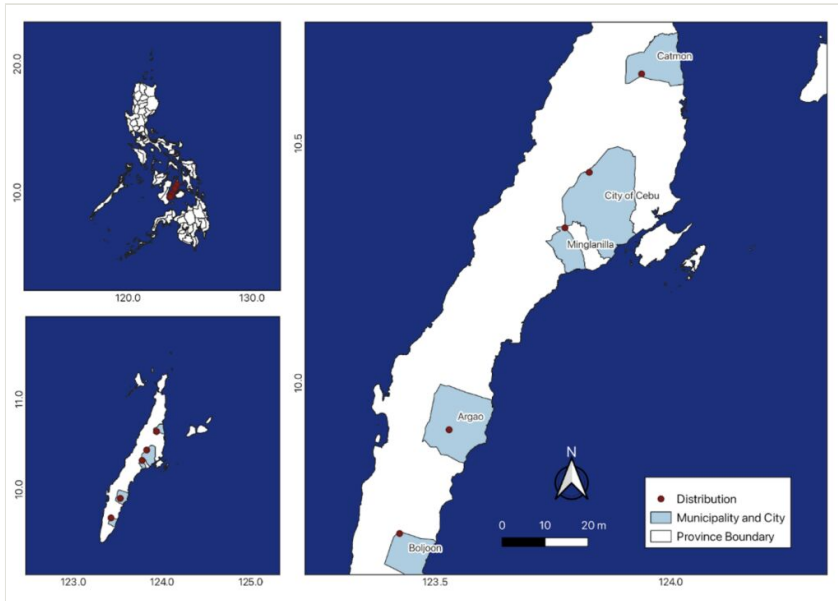 20.0
10.0
120.0
130.0
11.0
10.0
123.0
124.0
125.0
10.5
10.0
123.5
124.0
Catmon
City of Cebu
Minglanilla
Argao
Boljoon
N
0 10 20 m
Distribution
Municipality and City
Province Boundary